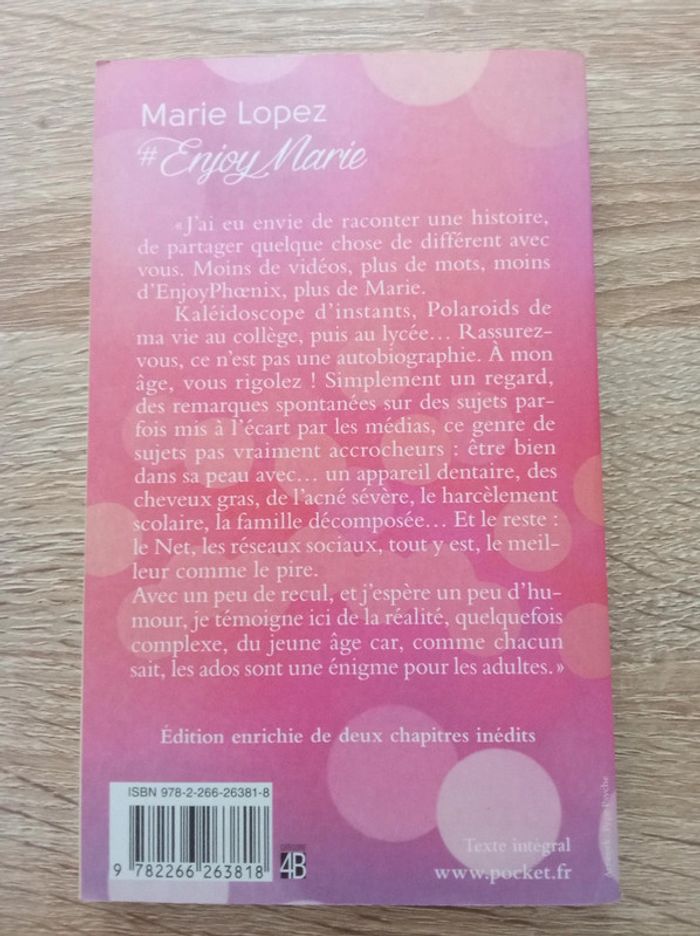 Marie Lopez
#EnjoyMarie
« J'ai eu envie de raconter une histoire,
de partager quelque chose de différent avec
vous. Moins de vidéos, plus de mots, moins
d'EnjoyPhœnix, plus de Marie.
Kaléidoscope d'instants, Polaroids de
ma vie au collège, puis au lycée… Rassurez-
vous, ce n'est pas une autobiographie. À mon
âge, vous rigolez ! Simplement un regard,
des remarques spontanées sur des sujets par-
fois mis à l'écart par les médias, ce genre de
sujets pas vraiment accrocheurs : être bien
dans sa peau avec… un appareil dentaire, des
cheveux gras, de l'acné sévère, le harcèlement
scolaire, la famille décomposée… Et le reste :
le Net, les réseaux sociaux, tout y est, le meil-
leur comme le pire.
Avec un peu de recul, et j'espère un peu d'hu-
mour, je témoigne ici de la réalité, quelquefois
complexe, du jeune âge car, comme chacun
sait, les ados sont une énigme pour les adultes. »
Édition enrichie de deux chapitres inédits
ISBN 978-2-266-26381-8
9 782266 263818
4B
Texte intégral
www.pocket.fr